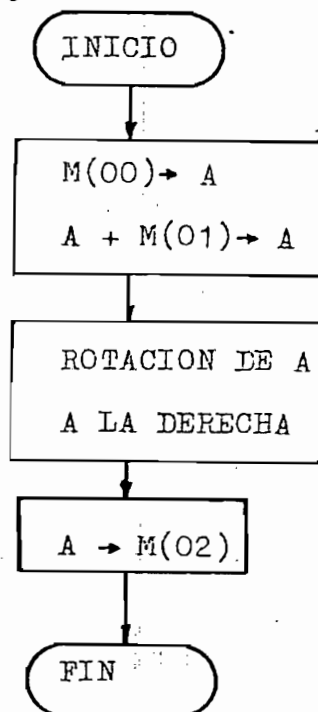 INICIO
M(00)→ A
A + M(01)→ A
ROTACION DE A
A LA DERECHA
A → M(02)
FIN